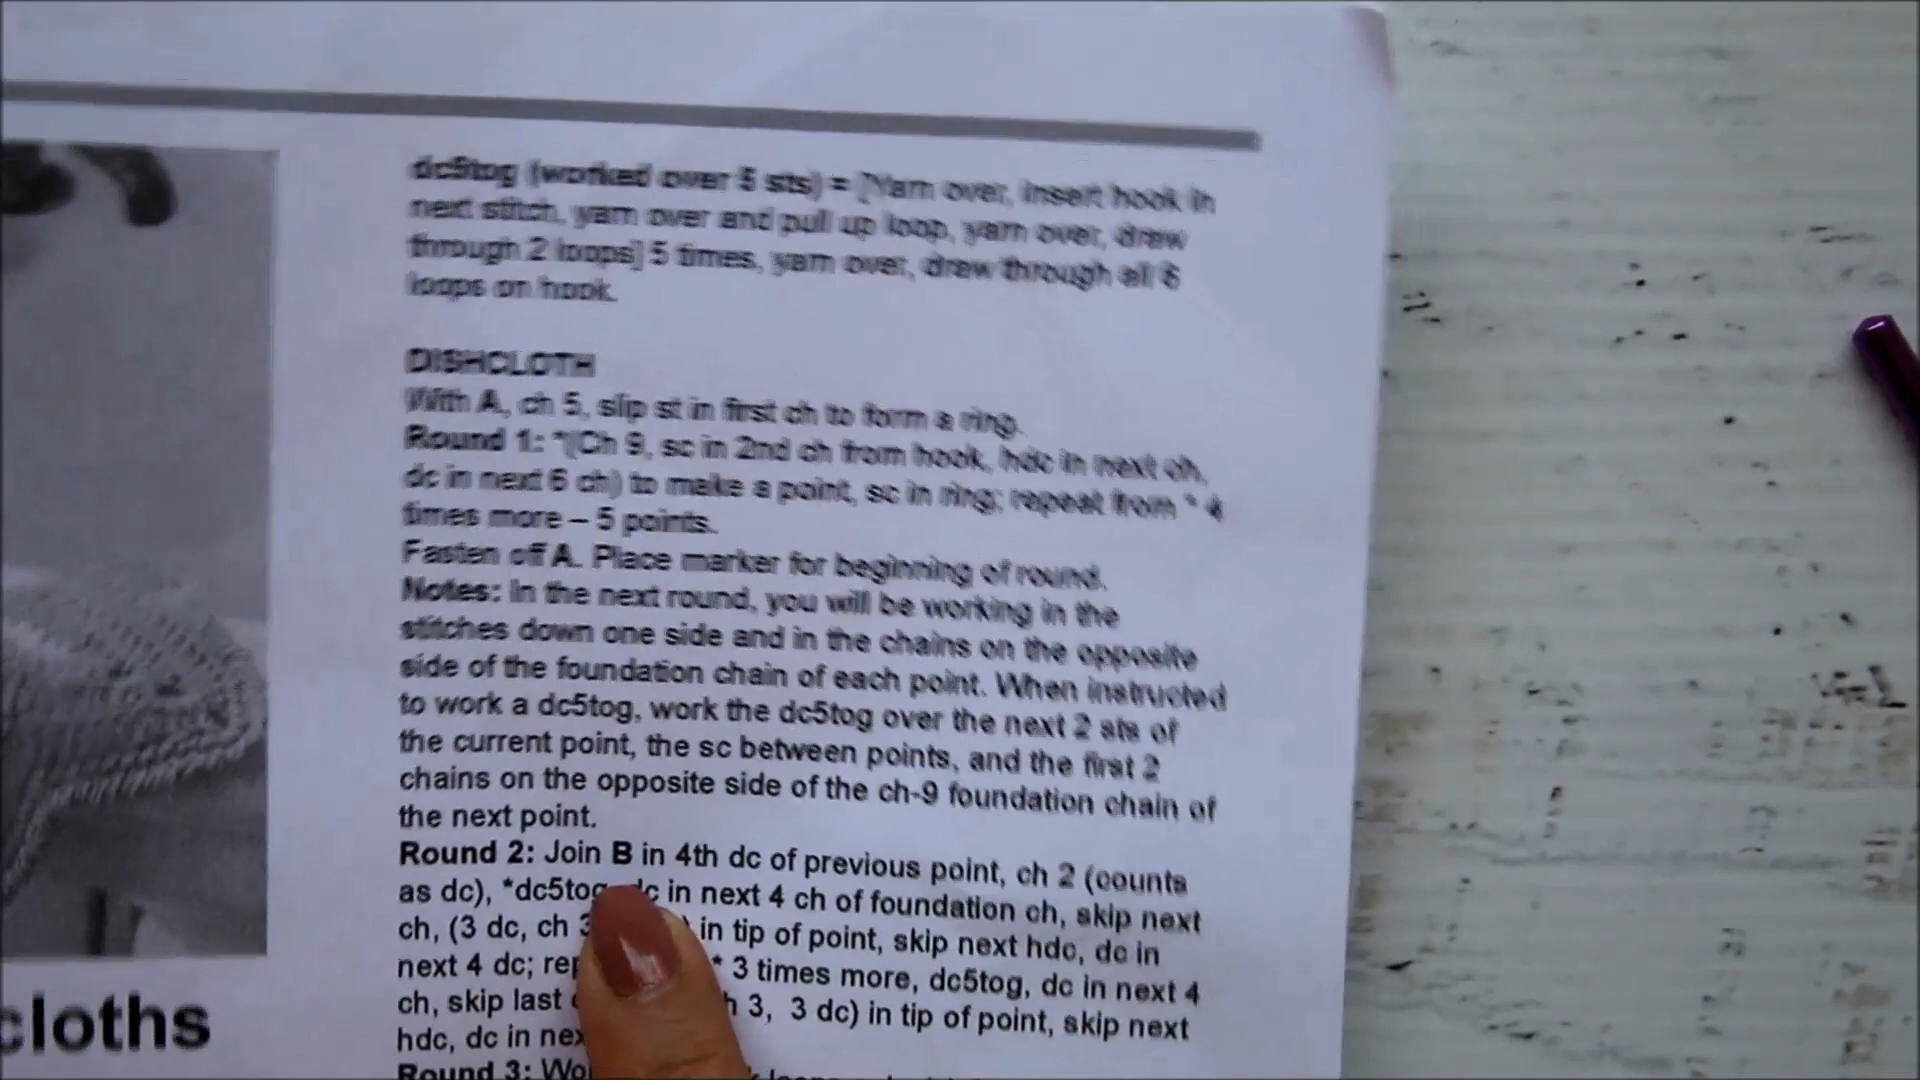 dc5tog (worked over 5 sts) = [Yarn over, insert hook in
next stitch, yarn over and pull up loop, yarn over, draw
through 2 loops] 5 times, yarn over, draw through all 6
loops on hook.
DISHCLOTH
With A, ch 5, slip st in first ch to form a ring.
Round 1: *(Ch 9, sc in 2nd ch from hook, hdc in next ch,
dc in next 6 ch) to make a point, sc in ring; repeat from * 4
times more – 5 points.
Fasten off A. Place marker for beginning of round.
Notes: In the next round, you will be working in the
stitches down one side and in the chains on the opposite
side of the foundation chain of each point. When instructed
to work a dc5tog, work the dc5tog over the next 2 sts of
the current point, the sc between points, and the first 2
chains on the opposite side of the ch-9 foundation chain of
the next point.
Round 2: Join B in 4th dc of previous point, ch 2 (counts
as dc), *dc5tog dc in next 4 ch of foundation ch, skip next
ch, (3 dc, ch 3 ) in tip of point, skip next hdc, dc in
next 4 dc; * 3 times more, dc5tog, dc in next 4
ch, skip last 3, 3 dc) in tip of point, skip next
hdc, dc in
Round 3:
cloths